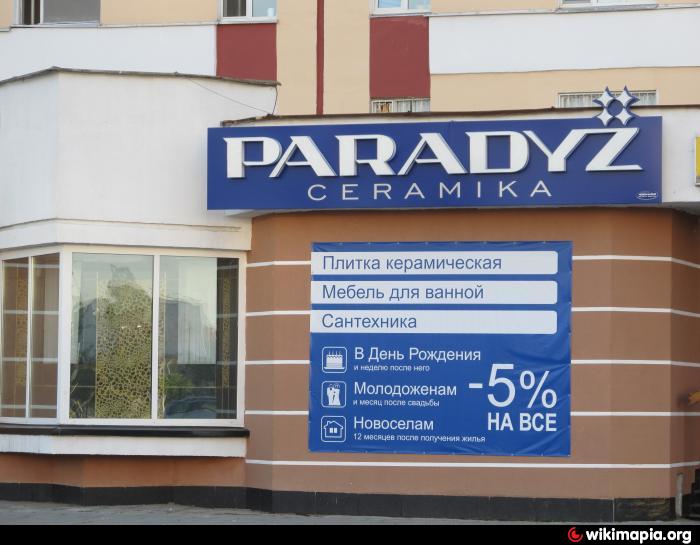 PARADYŻ
CERAMIKA
Плитка керамическая
Мебель для ванной
Сантехника
В День Рождения
и неделю после него
Молодоженам
и месяц после свадьбы
Новоселам
12 месяцев после получения жилья
-5%
НА ВСЕ
wikimapia.org